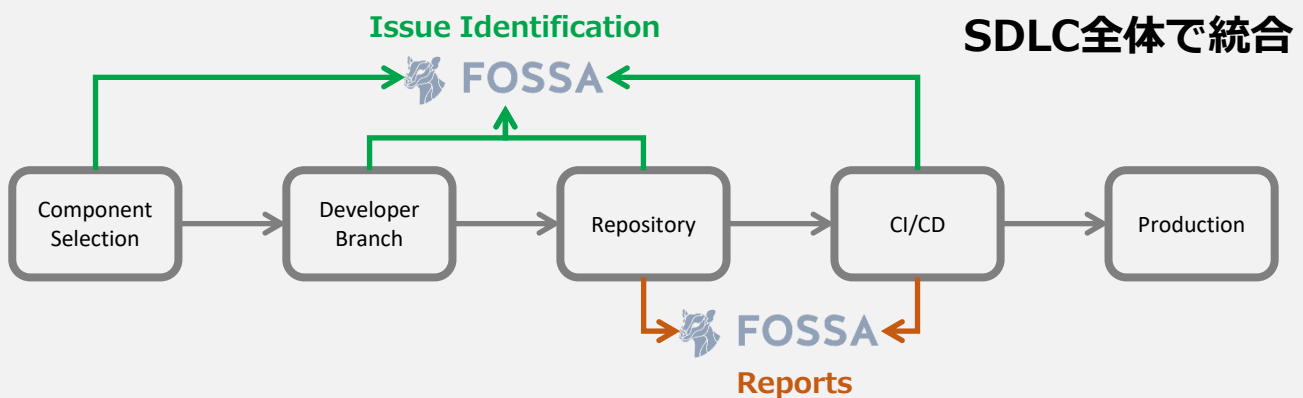 SDLC全体で統合
Issue Identification
FOSSA
Component
Selection
Developer
Branch
Repository
CI/CD
Production
FOSSA
Reports